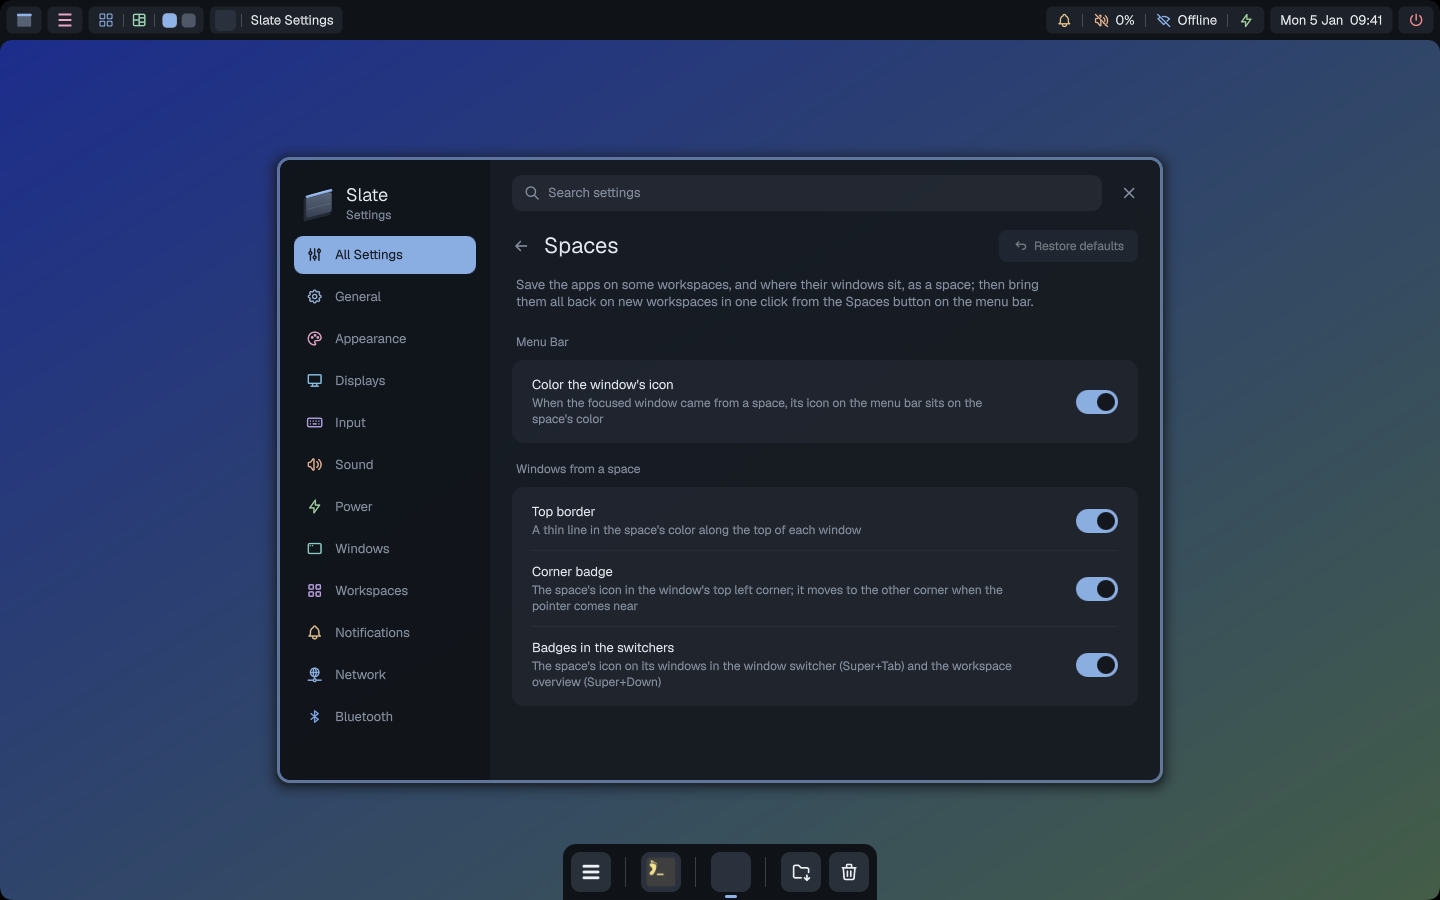 Slate Settings
0%
Offline
Mon 5 Jan 09:41
Slate
Settings
All Settings
General
Appearance
Displays
Input
Sound
Power
Windows
Workspaces
Notifications
Network
Bluetooth
Search settings
Spaces
Restore defaults
Save the apps on some workspaces, and where their windows sit, as a space; then bring
them all back on new workspaces in one click from the Spaces button on the menu bar.
Menu Bar
Color the window's icon
When the focused window came from a space, its icon on the menu bar sits on the
space's color
Windows from a space
Top border
A thin line in the space's color along the top of each window
Corner badge
The space's icon in the window's top left corner; it moves to the other corner when the
pointer comes near
Badges in the switchers
The space's icon on its windows in the window switcher (Super+Tab) and the workspace
overview (Super+Down)